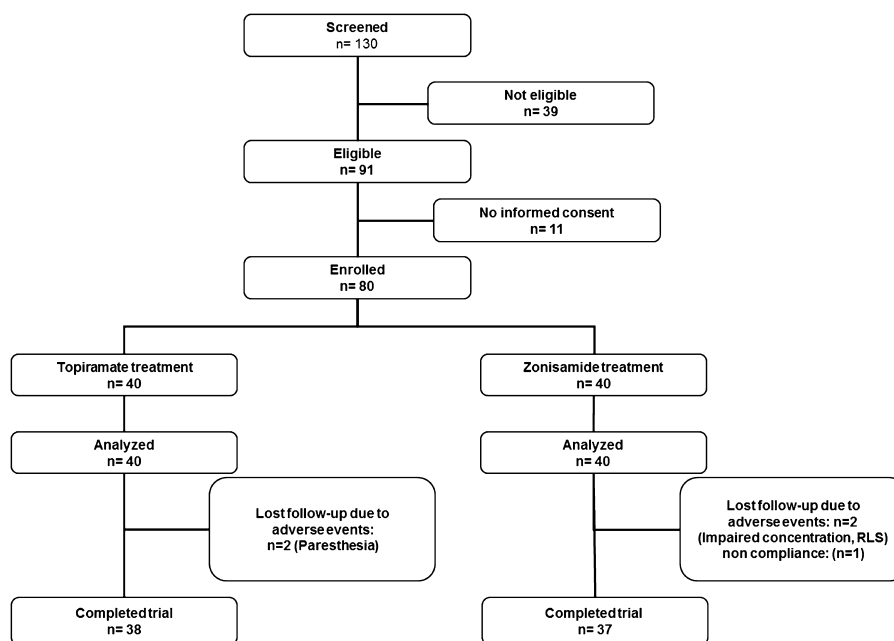 Screened
n= 130
Not eligible
n= 39
Eligible
n= 91
No informed consent
n= 11
Enrolled
n= 80
Topiramate treatment
n= 40
Zonisamide treatment
n= 40
Analyzed
n= 40
Analyzed
n= 40
Lost follow-up due to
adverse events:
n=2 (Paresthesia)
Lost follow-up due to
adverse events: n=2
(Impaired concentration, RLS)
non compliance: (n=1)
Completed trial
n= 38
Completed trial
n= 37